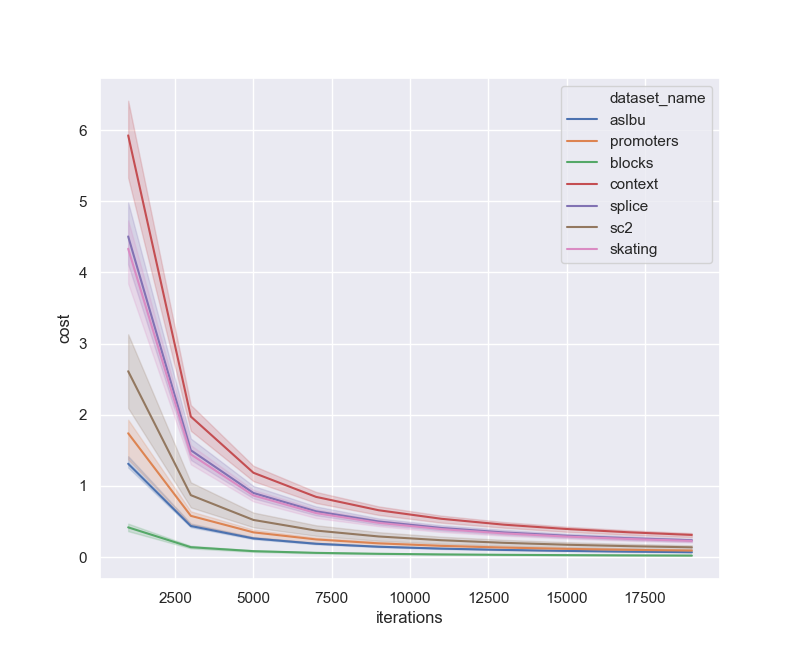 dataset_name
aslbu
promoters
blocks
context
splice
sc2
skating
cost
6
5
4
3
2
1
0
2500 5000 7500 10000 12500 15000 17500
iterations